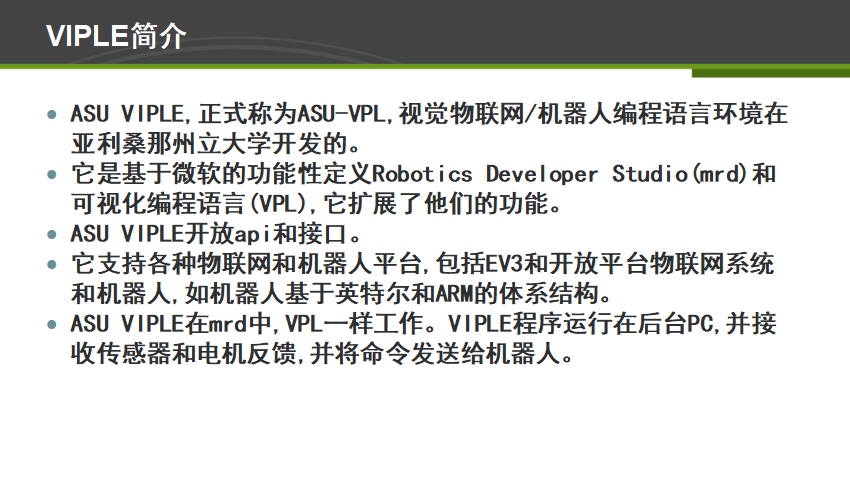 VIPLE简介
• ASU VIPLE,正式称为ASU-VPL,视觉物联网/机器人编程语言环境在
亚利桑那州立大学开发的。
• 它是基于微软的功能性定义Robotics Developer Studio(mrd)和
可视化编程语言(VPL),它扩展了他们的功能。
• ASU VIPLE开放api和接口。
• 它支持各种物联网和机器人平台,包括EV3和开放平台物联网系统
和机器人,如机器人基于英特尔和ARM的体系结构。
• ASU VIPLE在mrd中,VPL一样工作。VIPLE程序运行在后台PC,并接
收传感器和电机反馈,并将命令发送给机器人。